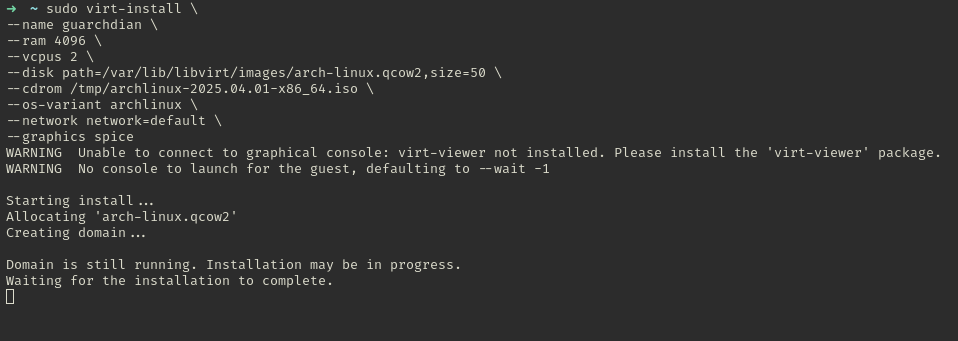 ➜ ~ sudo virt-install \
--name guarchdian \
--ram 4096 \
--vcpus 2 \
--disk path=/var/lib/libvirt/images/arch-linux.qcow2,size=50 \
--cdrom /tmp/archlinux-2025.04.01-x86_64.iso \
--os-variant archlinux \
--network network=default \
--graphics spice
WARNING  Unable to connect to graphical console: virt-viewer not installed. Please install the 'virt-viewer' package.
WARNING  No console to launch for the guest, defaulting to --wait -1
Starting install...
Allocating 'arch-linux.qcow2'
Creating domain...
Domain is still running. Installation may be in progress.
Waiting for the installation to complete.